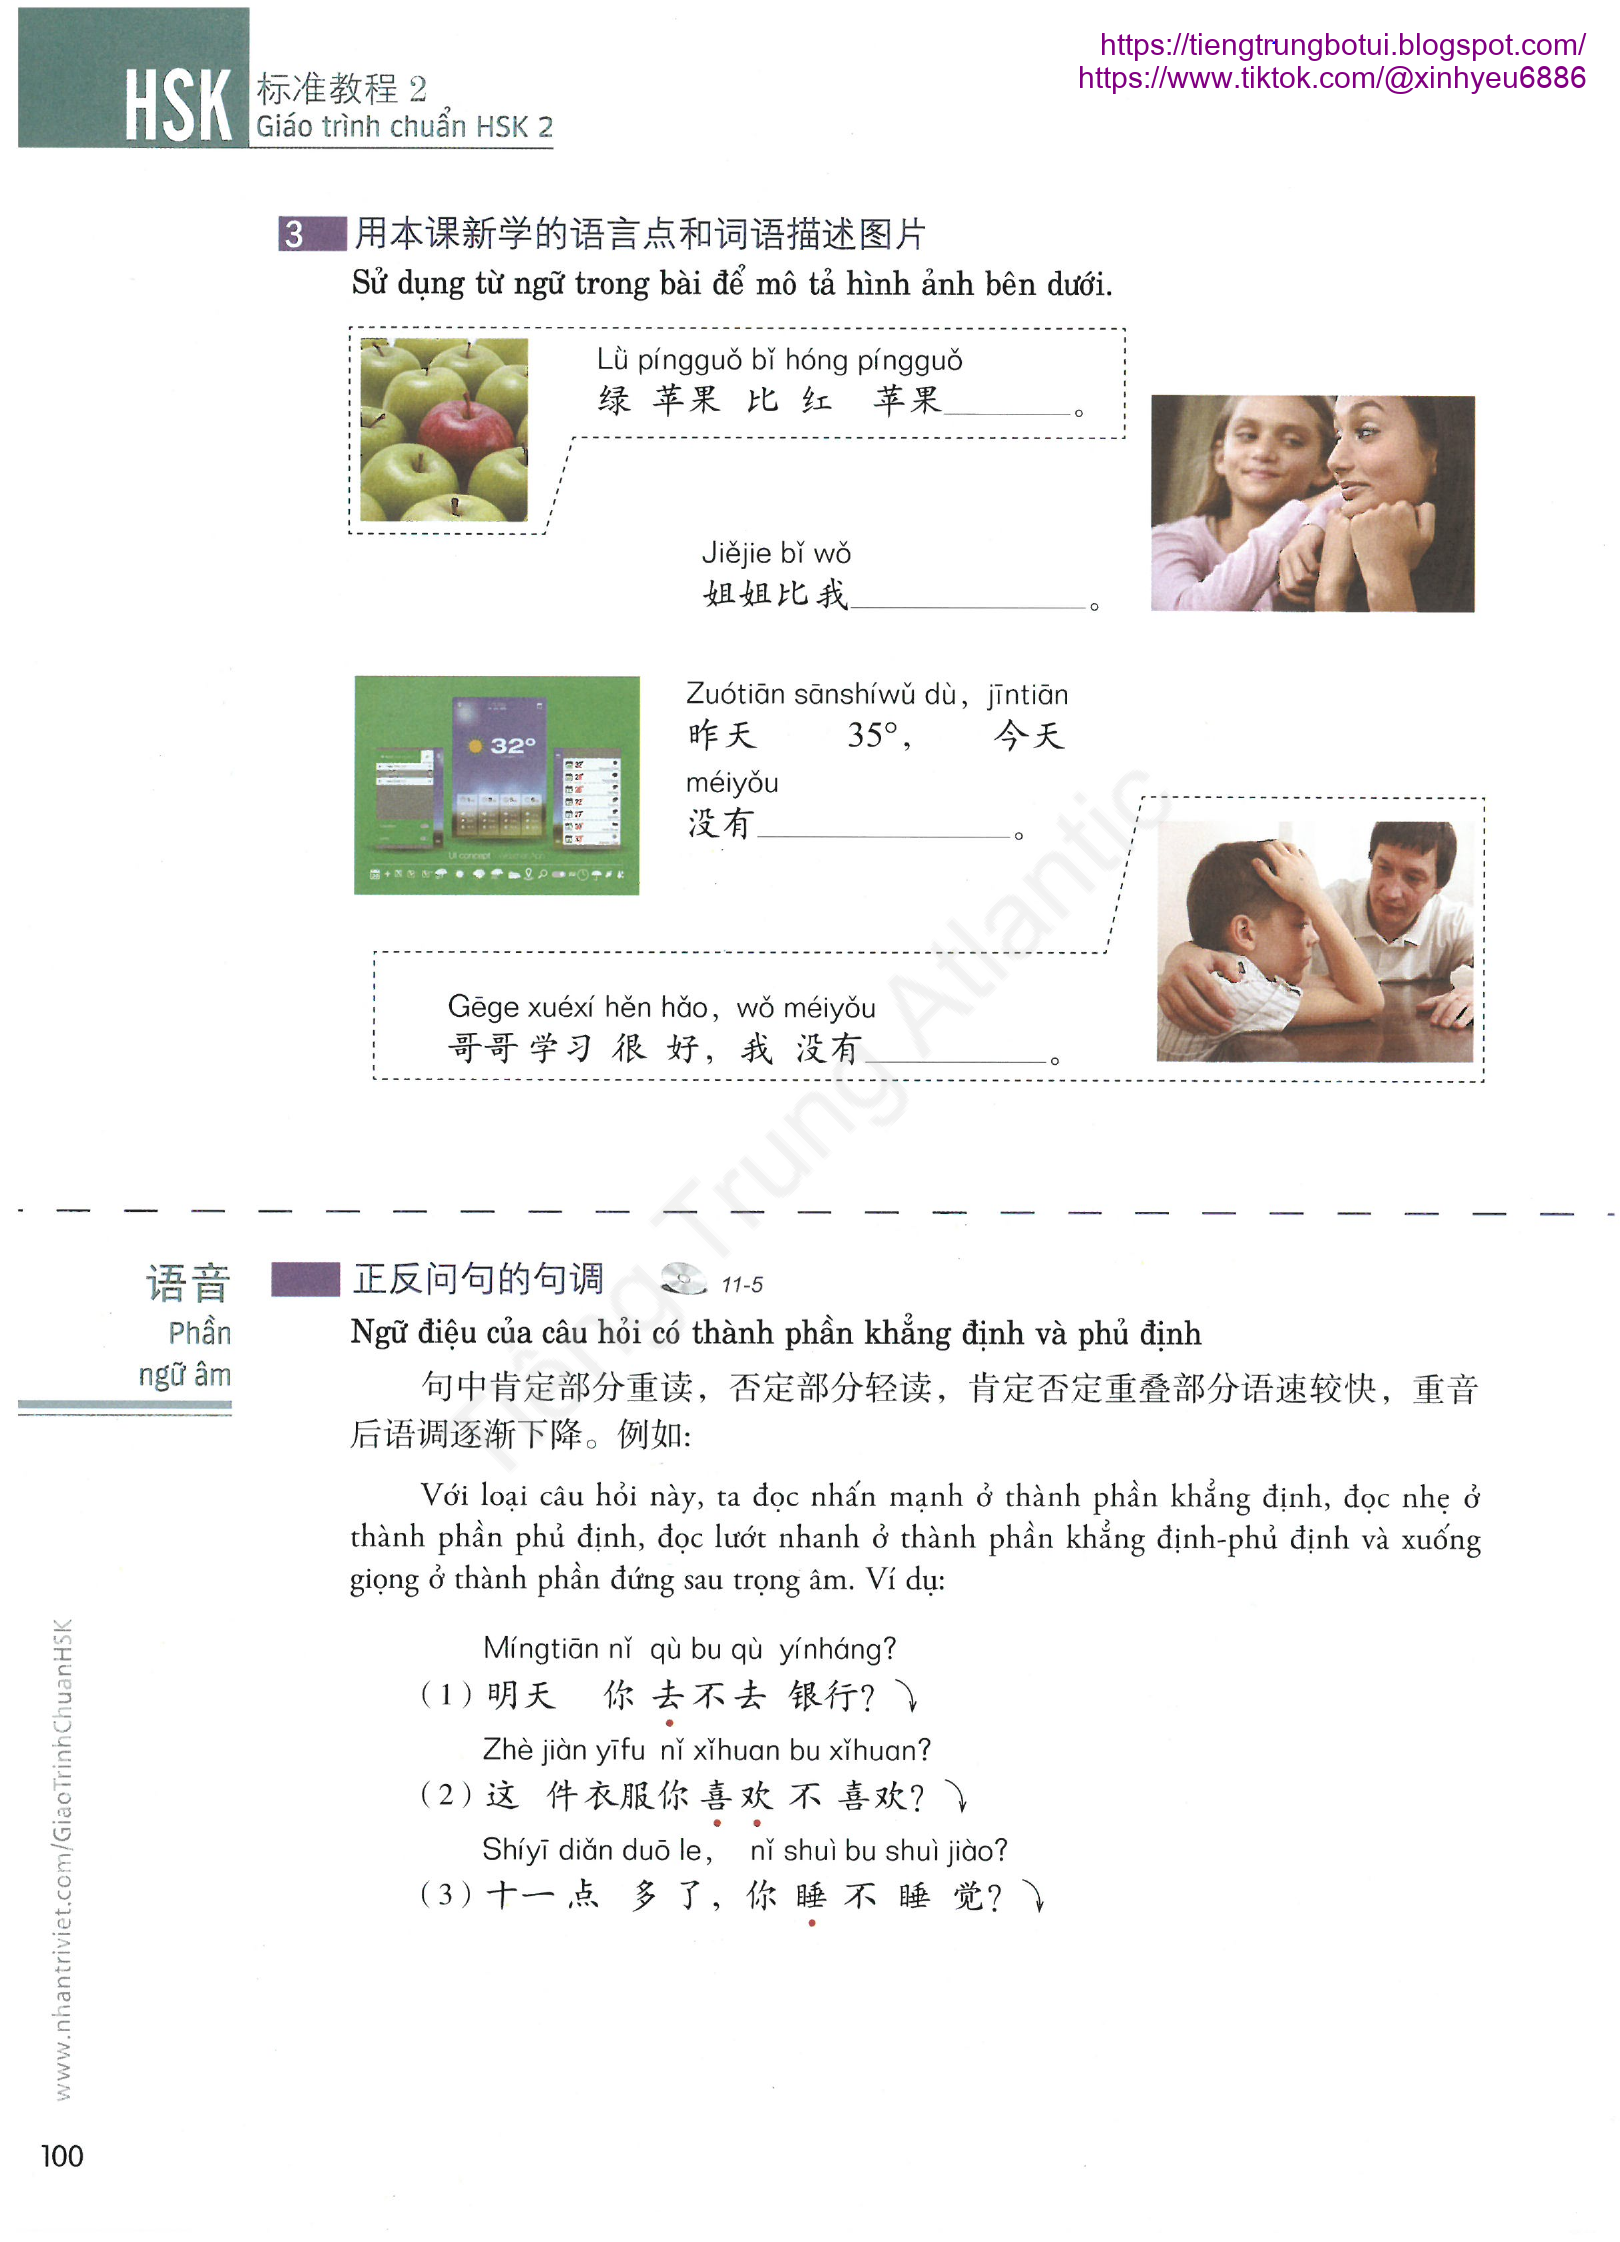 https://tiengtrungbotui.blogspot.com/
https://www.tiktok.com/@xinhyeu6886
HSK 标准教程 2
Giáo trình chuẩn HSK 2
3 用本课新学的语言点和词语描述图片
Sử dụng từ ngữ trong bài để mô tả hình ảnh bên dưới.
Lǜ píngguǒ bǐ hóng píngguǒ
绿 苹果 比 红 苹果________。
Jiějie bǐ wǒ
姐姐比我________。
32°
UI concept
Zuótiān sānshíwǔ dù, jīntiān
昨天 35°, 今天
méiyǒu
没有________。
Gēge xuéxí hěn hǎo, wǒ méiyǒu
哥哥学习 很 好, 我 没有________。
Tiếng Trung Atlantic
语音
Phần
ngữ âm
正反问句的句调 11-5
Ngữ điệu của câu hỏi có thành phần khẳng định và phủ định
句中肯定部分重读，否定部分轻读，肯定否定重叠部分语速较快，重音
后语调逐渐下降。例如:
Với loại câu hỏi này, ta đọc nhấn mạnh ở thành phần khẳng định, đọc nhẹ ở
thành phần phủ định, đọc lướt nhanh ở thành phần khẳng định-phủ định và xuống
giọng ở thành phần đứng sau trọng âm. Ví dụ:
Míngtiān nǐ qù bu qù yínháng?
(1) 明天 你 去不去 银行?
Zhè jiàn yīfu nǐ xǐhuan bu xǐhuan?
(2) 这 件衣服你喜欢 不 喜欢?
Shíyī diǎn duō le, nǐ shuì bu shuì jiào?
(3) 十一点 多 了, 你 睡 不 睡 觉?
www.nhantriviet.com/GiaoTrinhChuanHSK
100